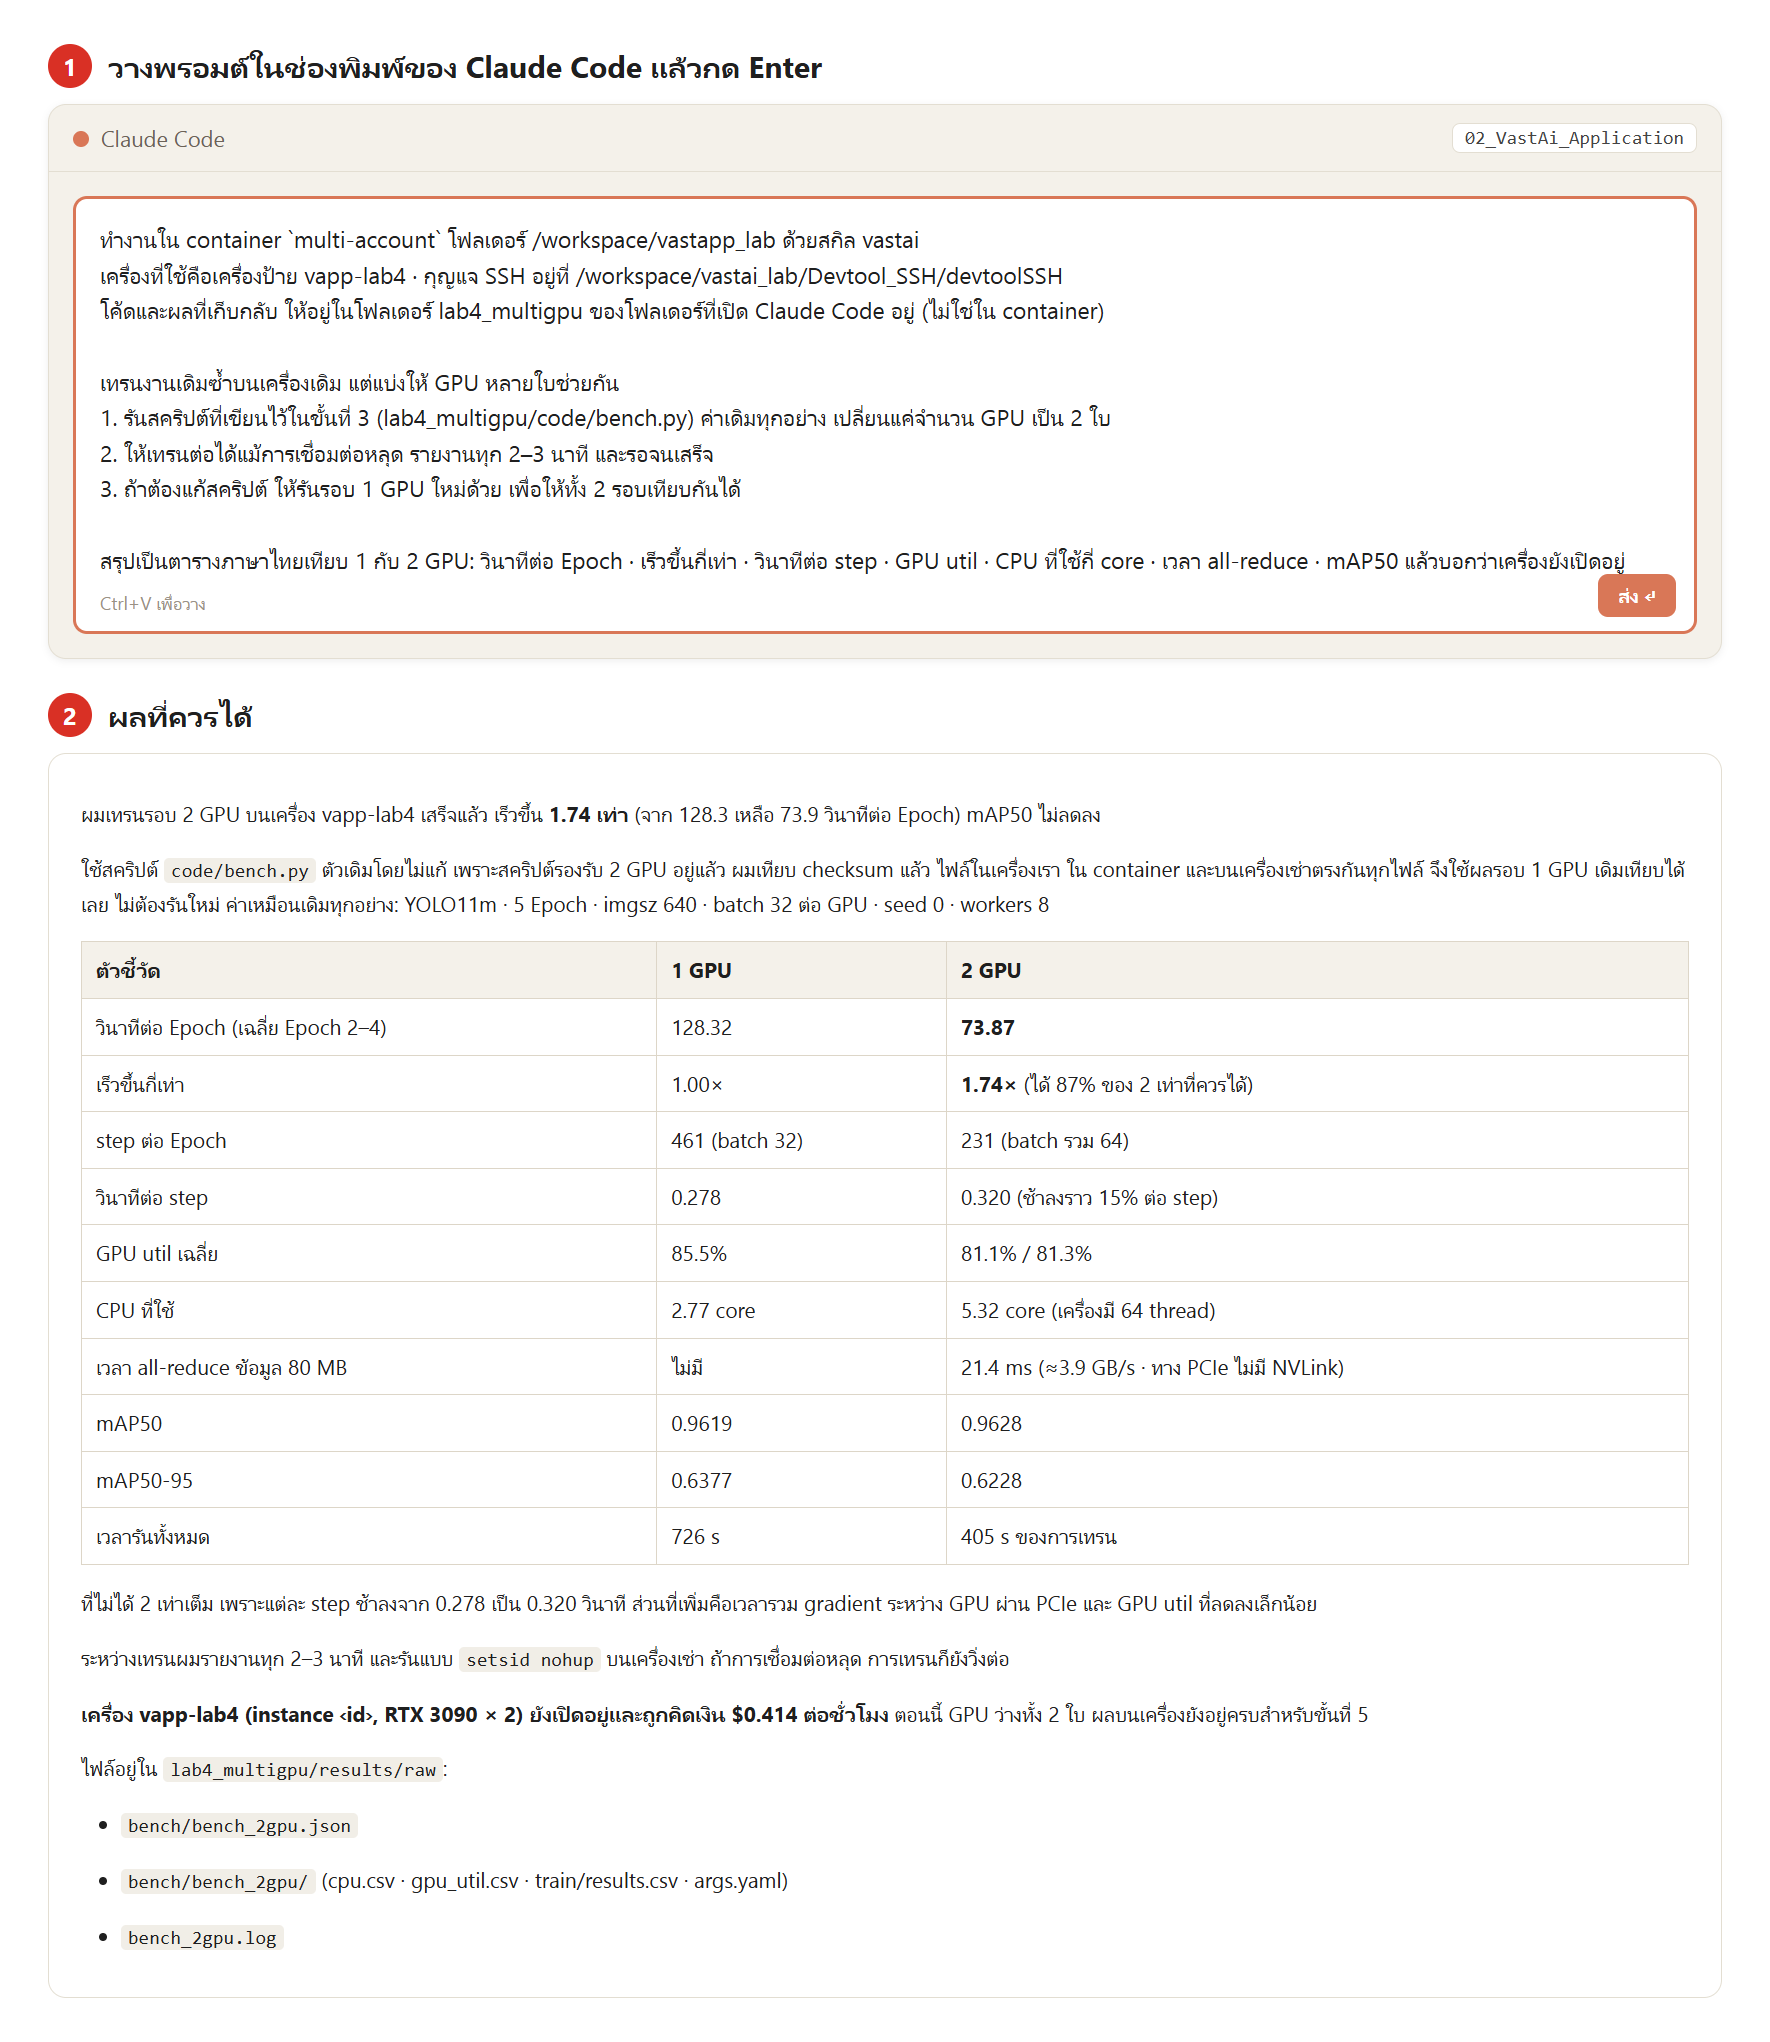 1 วางพรอมต์ในช่องพิมพ์ของ Claude Code แล้วกด Enter
Claude Code
02_VastAi_Application
ทำงานใน container `multi-account` โฟลเดอร์ /workspace/vastapp_lab ด้วยสกิล vastai
เครื่องที่ใช้คือเครื่องป้าย vapp-lab4 · กุญแจ SSH อยู่ที่ /workspace/vastai_lab/Devtool_SSH/devtoolSSH
โค้ดและผลที่เก็บกลับ ให้อยู่ในโฟลเดอร์ lab4_multigpu ของโฟลเดอร์ที่เปิด Claude Code อยู่ (ไม่ใช่ใน container)
เทรนงานเดิมซ้ำบนเครื่องเดิม แต่แบ่งให้ GPU หลายใบช่วยกัน
1. รันสคริปต์ที่เขียนไว้ในขั้นที่ 3 (lab4_multigpu/code/bench.py) ค่าเดิมทุกอย่าง เปลี่ยนแค่จำนวน GPU เป็น 2 ใบ
2. ให้เทรนต่อได้แม้การเชื่อมต่อหลุด รายงานทุก 2–3 นาที และรอจนเสร็จ
3. ถ้าต้องแก้สคริปต์ ให้รันรอบ 1 GPU ใหม่ด้วย เพื่อให้ทั้ง 2 รอบเทียบกันได้
สรุปเป็นตารางภาษาไทยเทียบ 1 กับ 2 GPU: วินาทีต่อ Epoch · เร็วขึ้นกี่เท่า · วินาทีต่อ step · GPU util · CPU ที่ใช้กี่ core · เวลา all-reduce · mAP50 แล้วบอกว่าเครื่องยังเปิดอยู่
Ctrl+V เพื่อวาง
ส่ง ⏎
2 ผลที่ควรได้
ผมเทรนรอบ 2 GPU บนเครื่อง vapp-lab4 เสร็จแล้ว เร็วขึ้น 1.74 เท่า (จาก 128.3 เหลือ 73.9 วินาทีต่อ Epoch) mAP50 ไม่ลดลง
ใช้สคริปต์ code/bench.py ตัวเดิมโดยไม่แก้ เพราะสคริปต์รองรับ 2 GPU อยู่แล้ว ผมเทียบ checksum แล้ว ไฟล์ในเครื่องเรา ใน container และบนเครื่องเช่าตรงกันทุกไฟล์ จึงใช้ผลรอบ 1 GPU เดิมเทียบได้
เลย ไม่ต้องรันใหม่ ค่าเหมือนเดิมทุกอย่าง: YOLO11m · 5 Epoch · imgsz 640 · batch 32 ต่อ GPU · seed 0 · workers 8
ตัวชี้วัด 1 GPU 2 GPU
วินาทีต่อ Epoch (เฉลี่ย Epoch 2–4) 128.32 73.87
เร็วขึ้นกี่เท่า 1.00× 1.74× (ได้ 87% ของ 2 เท่าที่ควรได้)
step ต่อ Epoch 461 (batch 32) 231 (batch รวม 64)
วินาทีต่อ step 0.278 0.320 (ช้าลงราว 15% ต่อ step)
GPU util เฉลี่ย 85.5% 81.1% / 81.3%
CPU ที่ใช้ 2.77 core 5.32 core (เครื่องมี 64 thread)
เวลา all-reduce ข้อมูล 80 MB ไม่มี 21.4 ms (≈3.9 GB/s · ทาง PCIe ไม่มี NVLink)
mAP50 0.9619 0.9628
mAP50-95 0.6377 0.6228
เวลารันทั้งหมด 726 s 405 s ของการเทรน
ที่ไม่ได้ 2 เท่าเต็ม เพราะแต่ละ step ช้าลงจาก 0.278 เป็น 0.320 วินาที ส่วนที่เพิ่มคือเวลารวม gradient ระหว่าง GPU ผ่าน PCIe และ GPU util ที่ลดลงเล็กน้อย
ระหว่างเทรนผมรายงานทุก 2–3 นาที และรันแบบ setsid nohup บนเครื่องเช่า ถ้าการเชื่อมต่อหลุด การเทรนก็ยังวิ่งต่อ
เครื่อง vapp-lab4 (instance ‹id›, RTX 3090 × 2) ยังเปิดอยู่และถูกคิดเงิน $0.414 ต่อชั่วโมง ตอนนี้ GPU ว่างทั้ง 2 ใบ ผลบนเครื่องยังอยู่ครบสำหรับขั้นที่ 5
ไฟล์อยู่ใน lab4_multigpu/results/raw:
• bench/bench_2gpu.json
• bench/bench_2gpu/ (cpu.csv · gpu_util.csv · train/results.csv · args.yaml)
• bench_2gpu.log